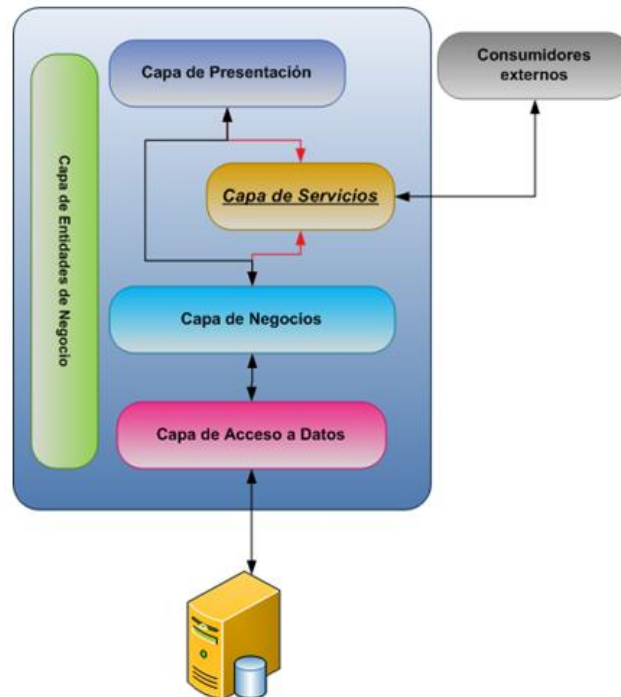 Capa de Presentación
Consumidores
externos
Capa de Entidades de Negocio
Capa de Servicios
Capa de Negocios
Capa de Acceso a Datos